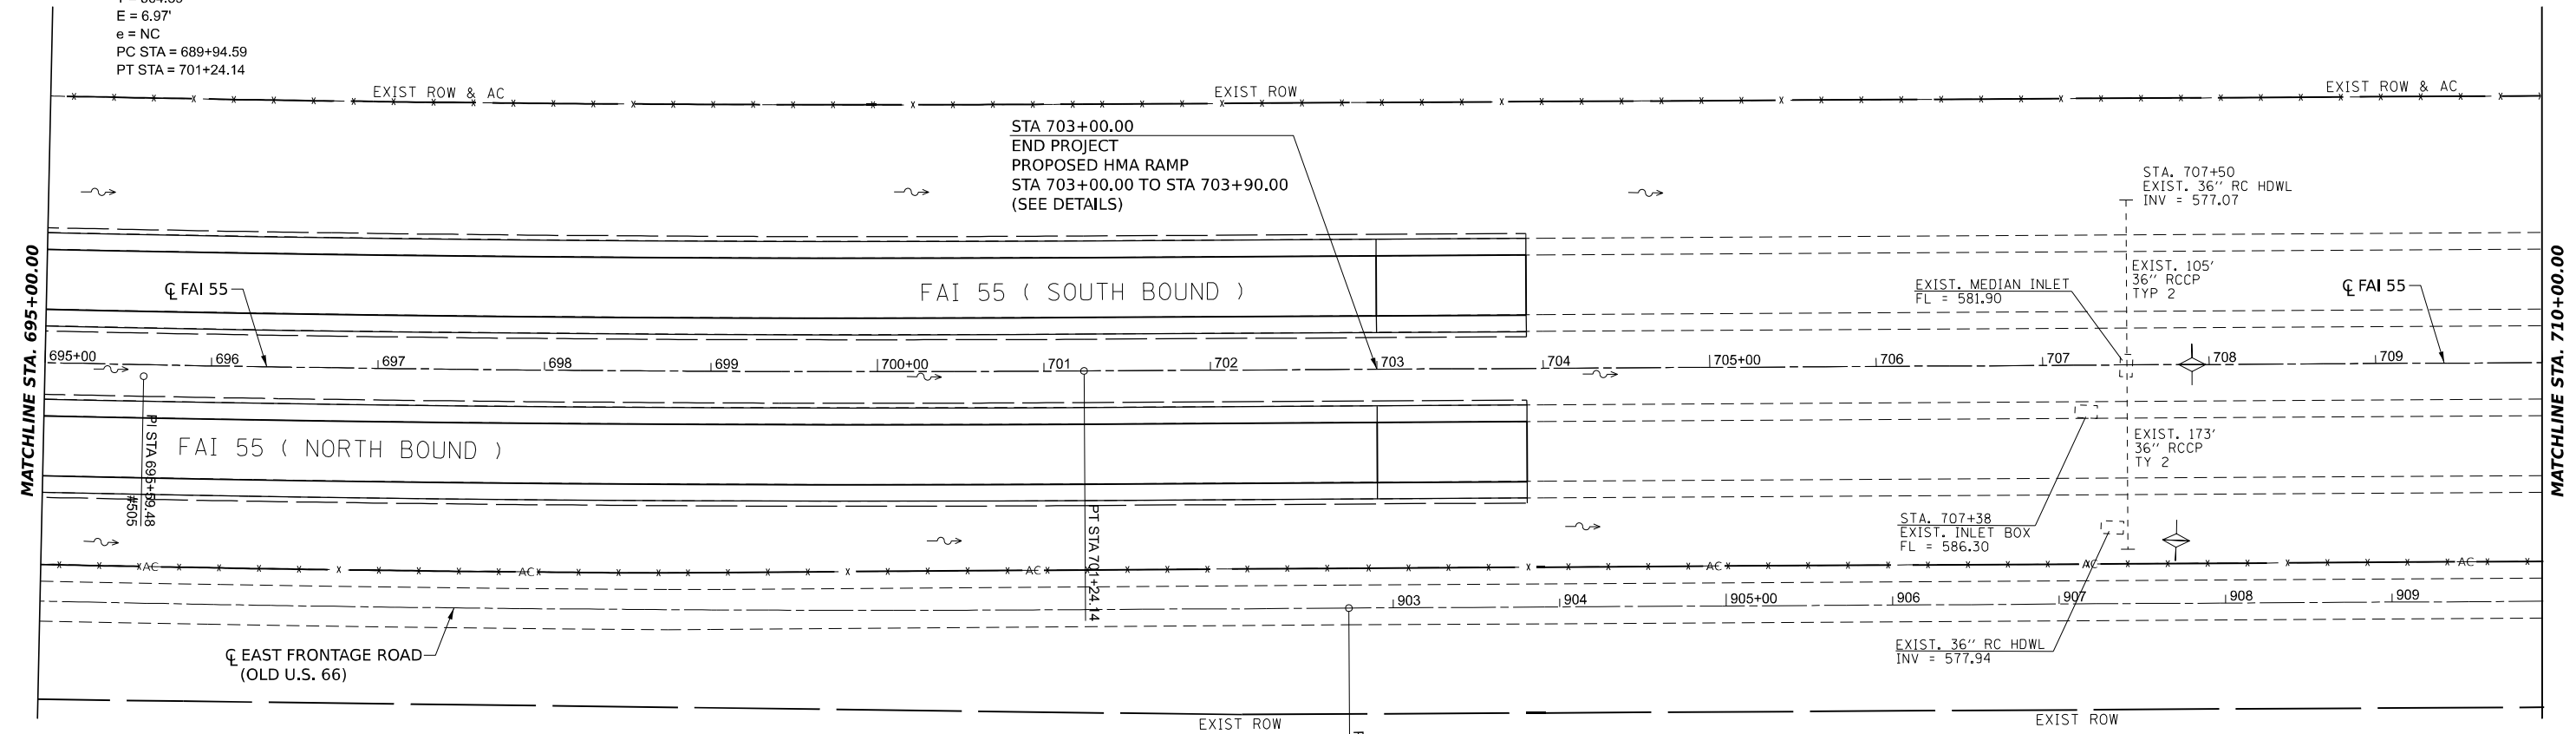 E = 6.97'
e = NC
PC STA = 689+94.59
PT STA = 701+24.14
EXIST ROW & AC
EXIST ROW
EXIST ROW & AC
STA 703+00.00
END PROJECT
PROPOSED HMA RAMP
STA 703+00.00 TO STA 703+90.00
(SEE DETAILS)
STA. 707+50
EXIST. 36'' RC HDWL
INV = 577.07
MATCHLINE STA. 695+00.00
℄ FAI 55
FAI 55 ( SOUTH BOUND )
EXIST. MEDIAN INLET
FL = 581.90
EXIST. 105'
36'' RCCP
TYP 2
℄ FAI 55
MATCHLINE STA. 710+00.00
695+00 696 697 698 699 700+00 701 702 703 704 705+00 706 707 708 709
PI STA 695+59.48
#505
FAI 55 ( NORTH BOUND )
PT STA 701+24.14
EXIST. 173'
36'' RCCP
TY 2
STA. 707+38
EXIST. INLET BOX
FL = 586.30
AC AC AC AC AC AC
903 904 905+00 906 907 908 909
℄ EAST FRONTAGE ROAD
(OLD U.S. 66)
EXIST. 36'' RC HDWL
INV = 577.94
EXIST ROW
EXIST ROW